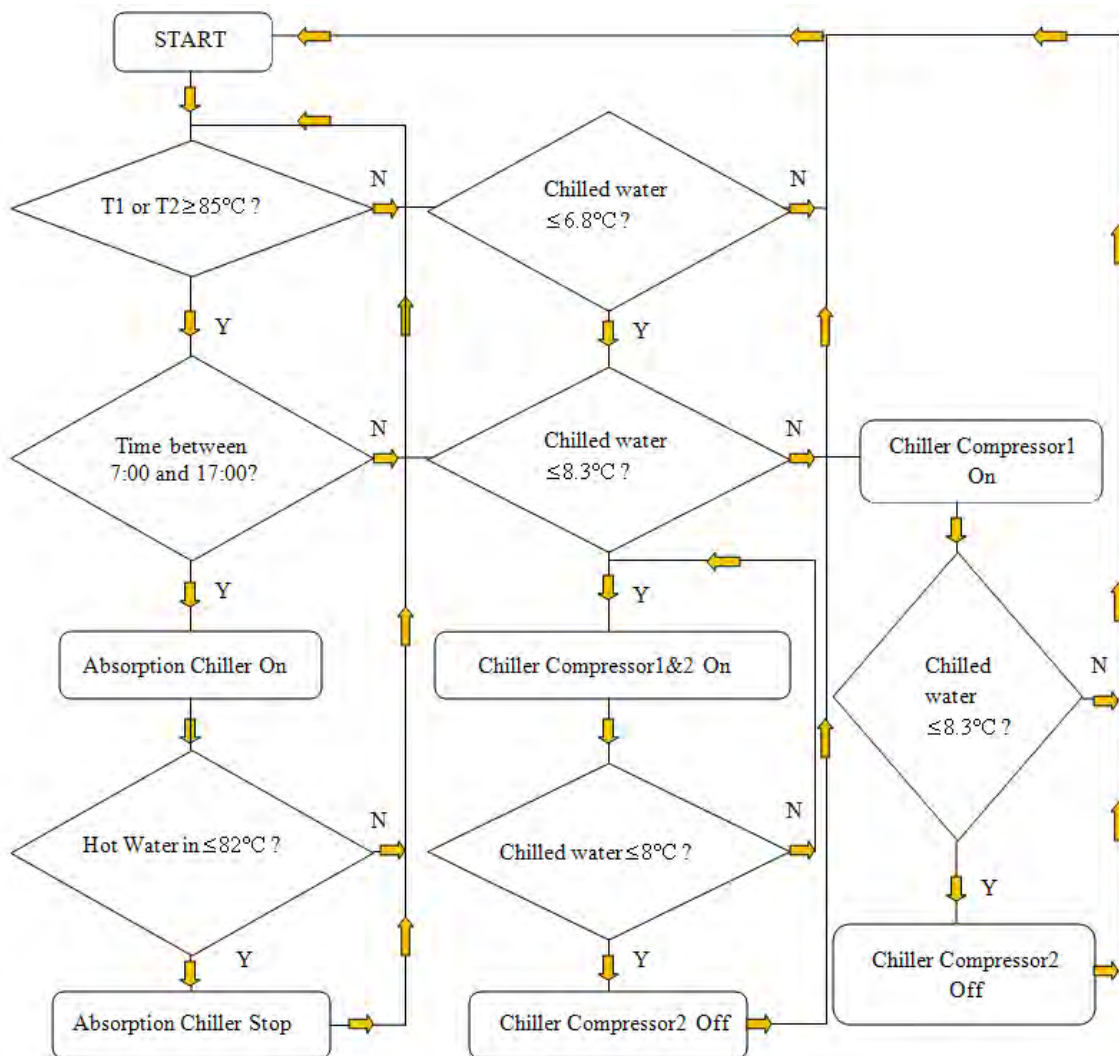 START
T1 or T2≥85℃?
N
Y
Time between
7:00 and 17:00?
N
Y
Absorption Chiller On
Hot Water in≤82℃?
N
Y
Absorption Chiller Stop
Chilled water
≤6.8℃?
N
Y
Chilled water
≤8.3℃?
N
Y
Chiller Compressor1&2 On
Chilled water≤8℃?
N
Y
Chiller Compressor2 Off
Chiller Compressor1
On
Chilled
water
≤8.3℃?
N
Y
Chiller Compressor2
Off